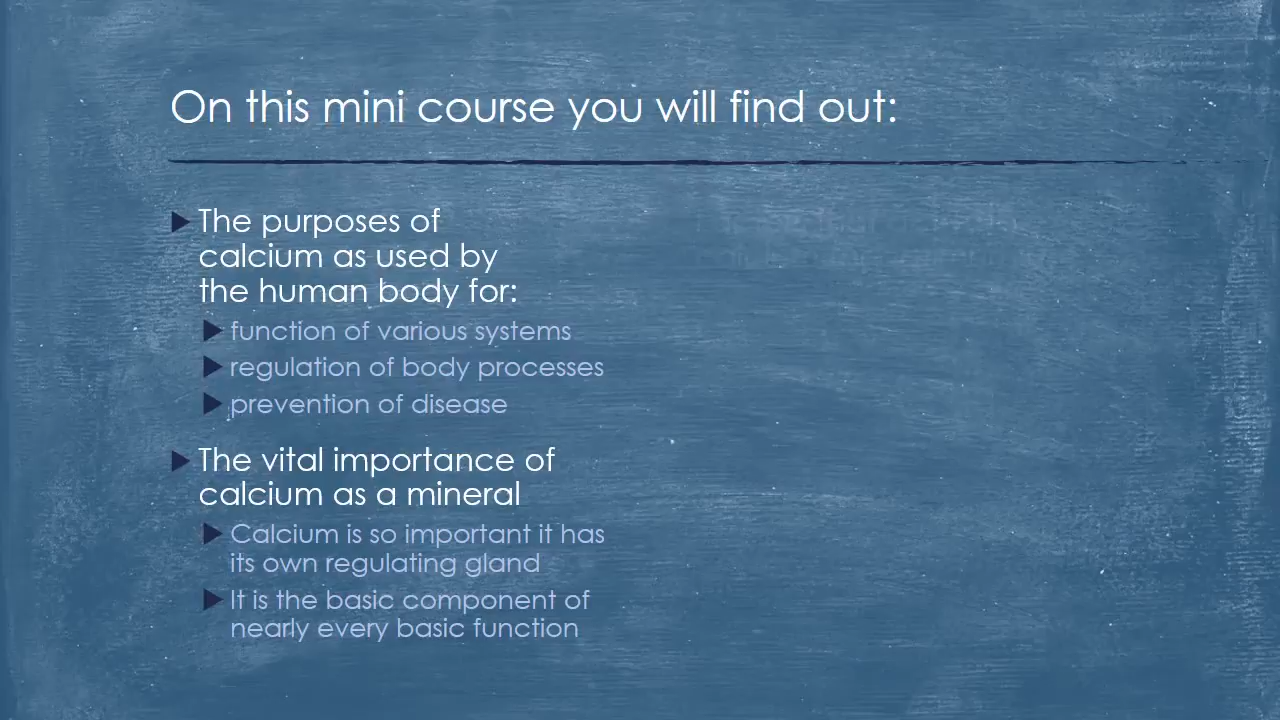 On this mini course you will find out:
The purposes of
calcium as used by
the human body for:
function of various systems
regulation of body processes
prevention of disease
The vital importance of
calcium as a mineral
Calcium is so important it has
its own regulating gland
It is the basic component of
nearly every basic function